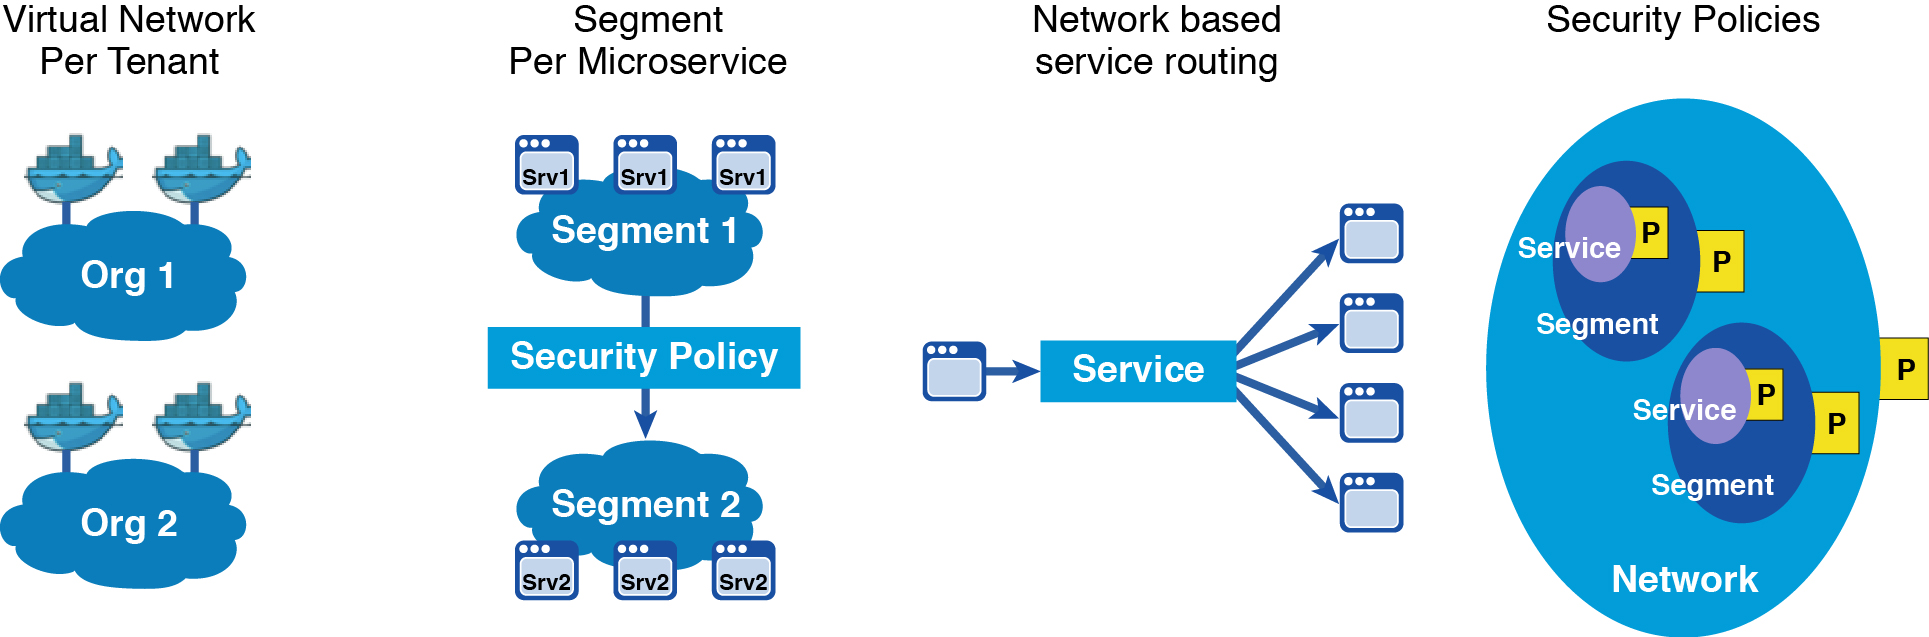 Virtual Network
Per Tenant
Org 1
Org 2
Segment
Per Microservice
Srv1 Srv1 Srv1
Segment 1
Security Policy
Segment 2
Srv2 Srv2 Srv2
Network based
service routing
Service
Security Policies
P
Service
P
Segment
P
P
Service
P
Segment
Network